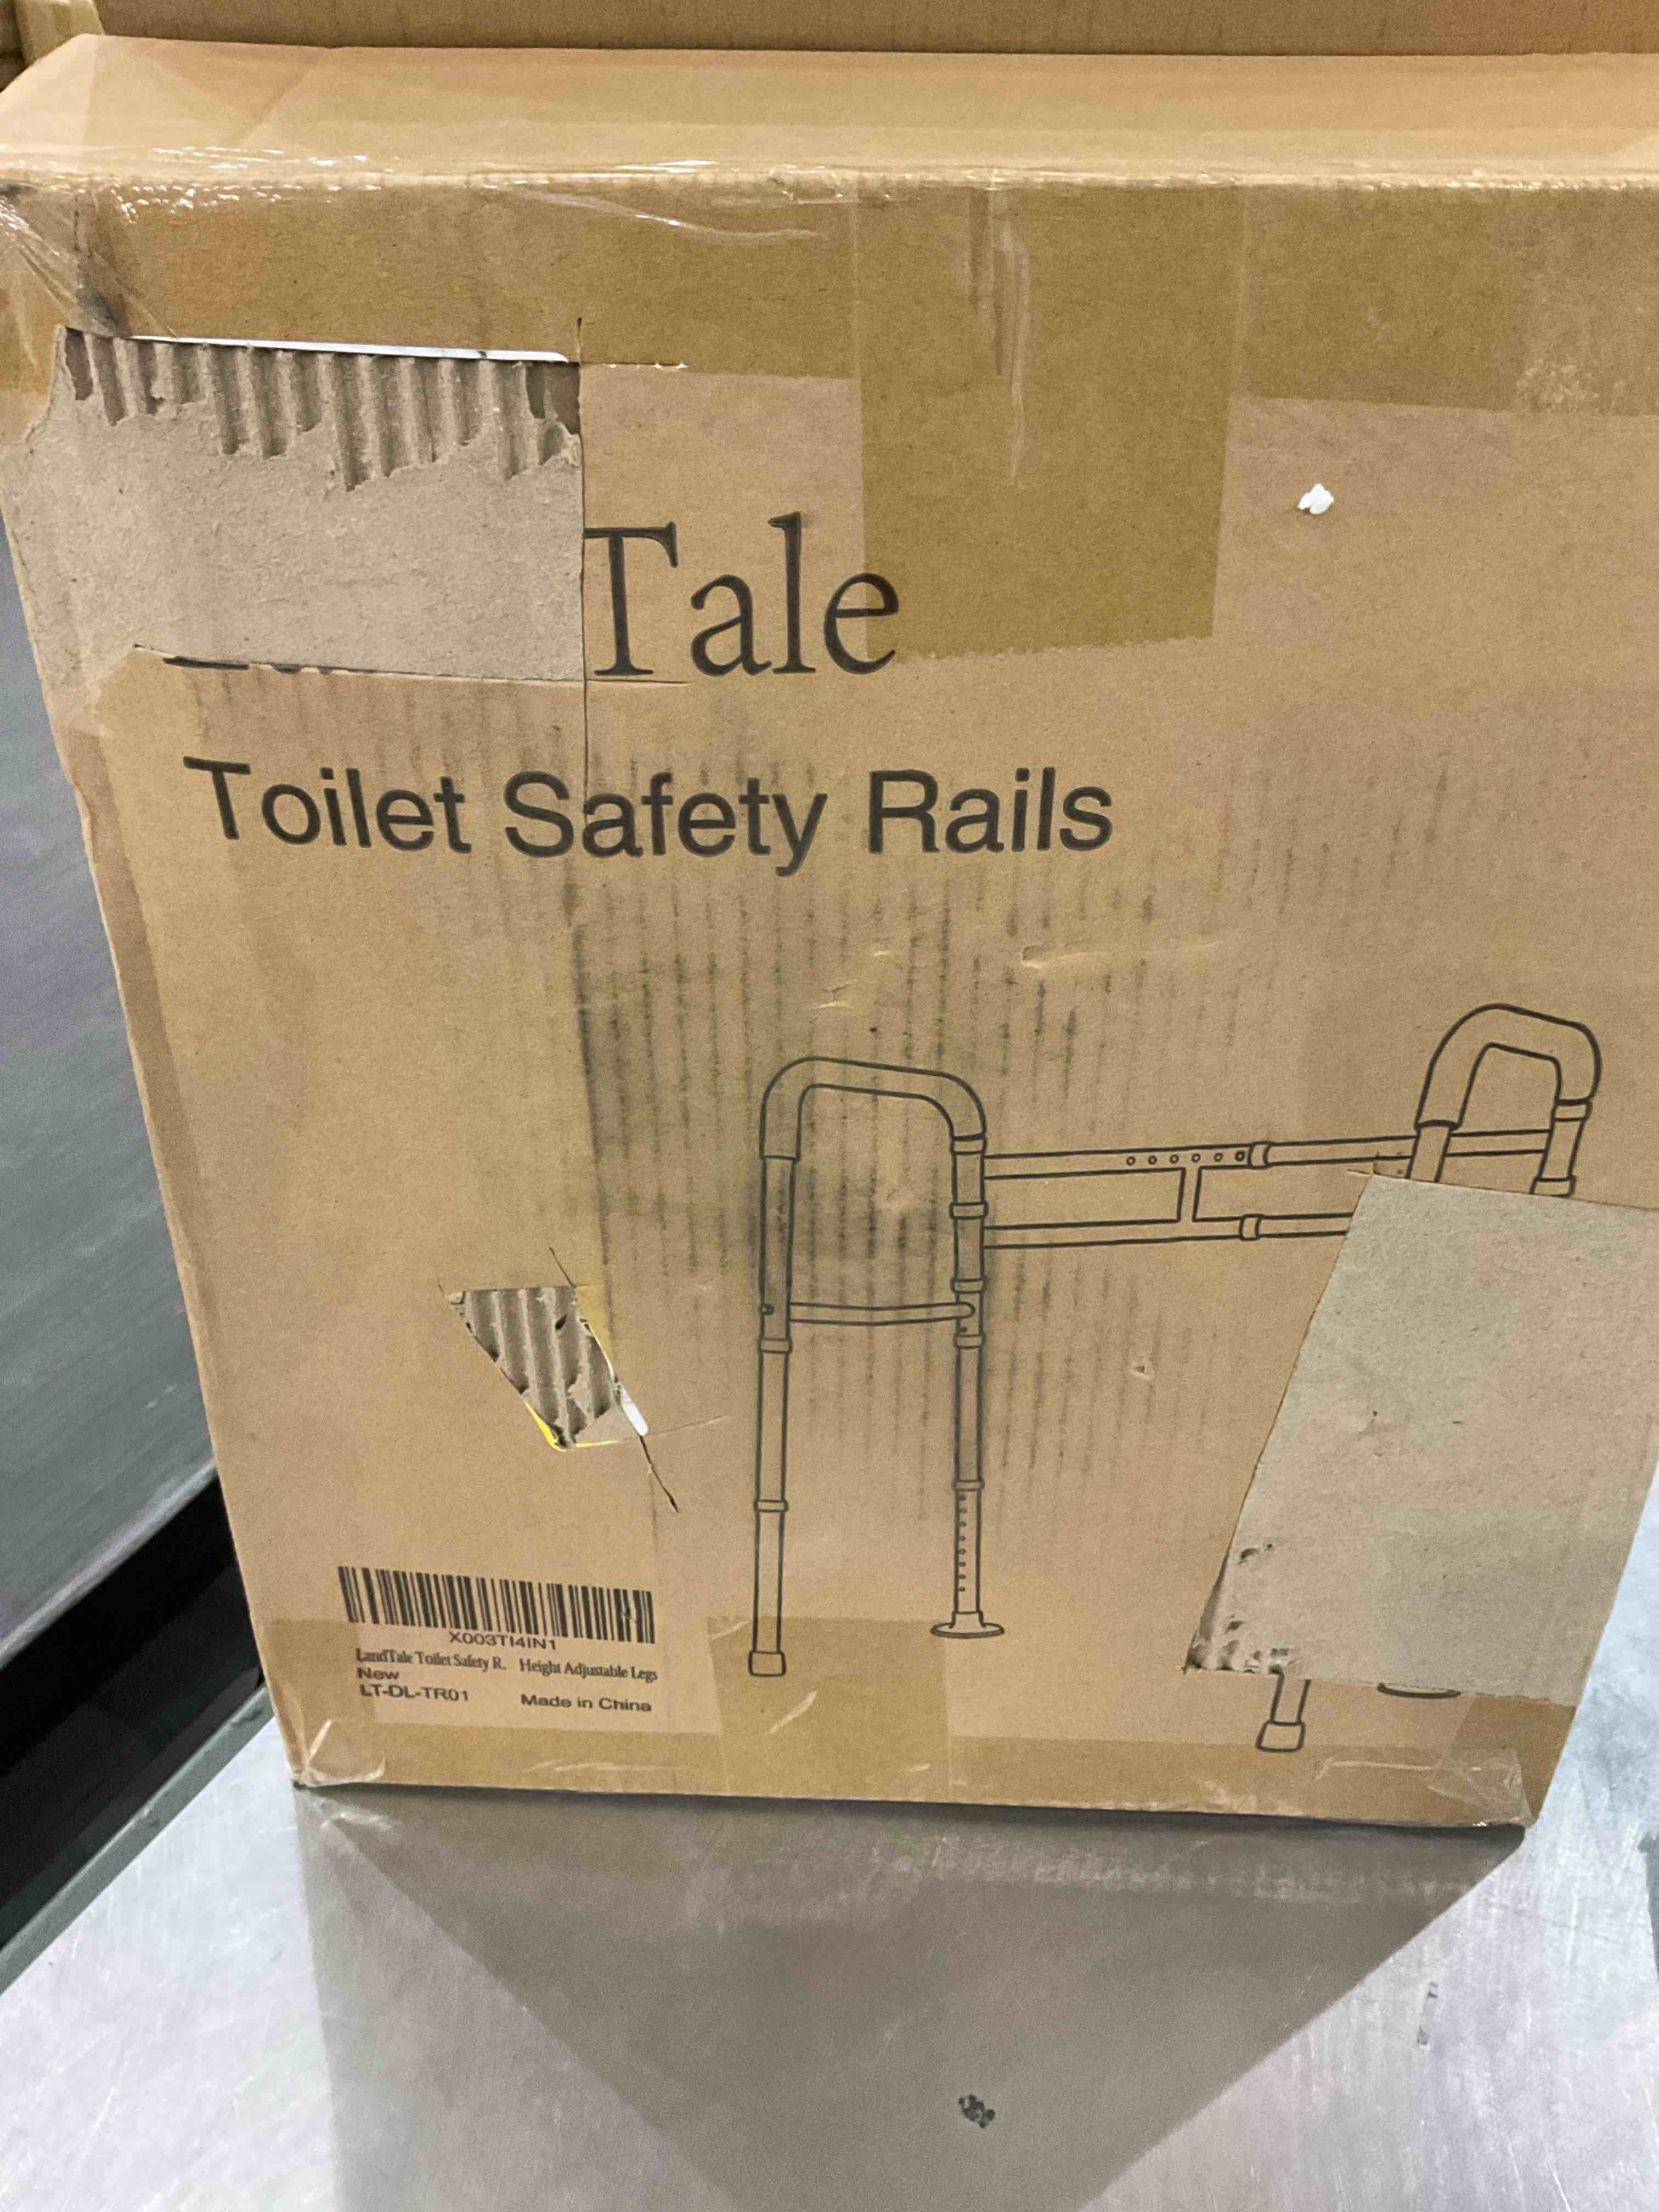 Tale
Toilet Safety Rails
X003TI4IN1
LandTale Toilet Safety R. Height Adjustable Legs
New
LT-DL-TR01 Made in China